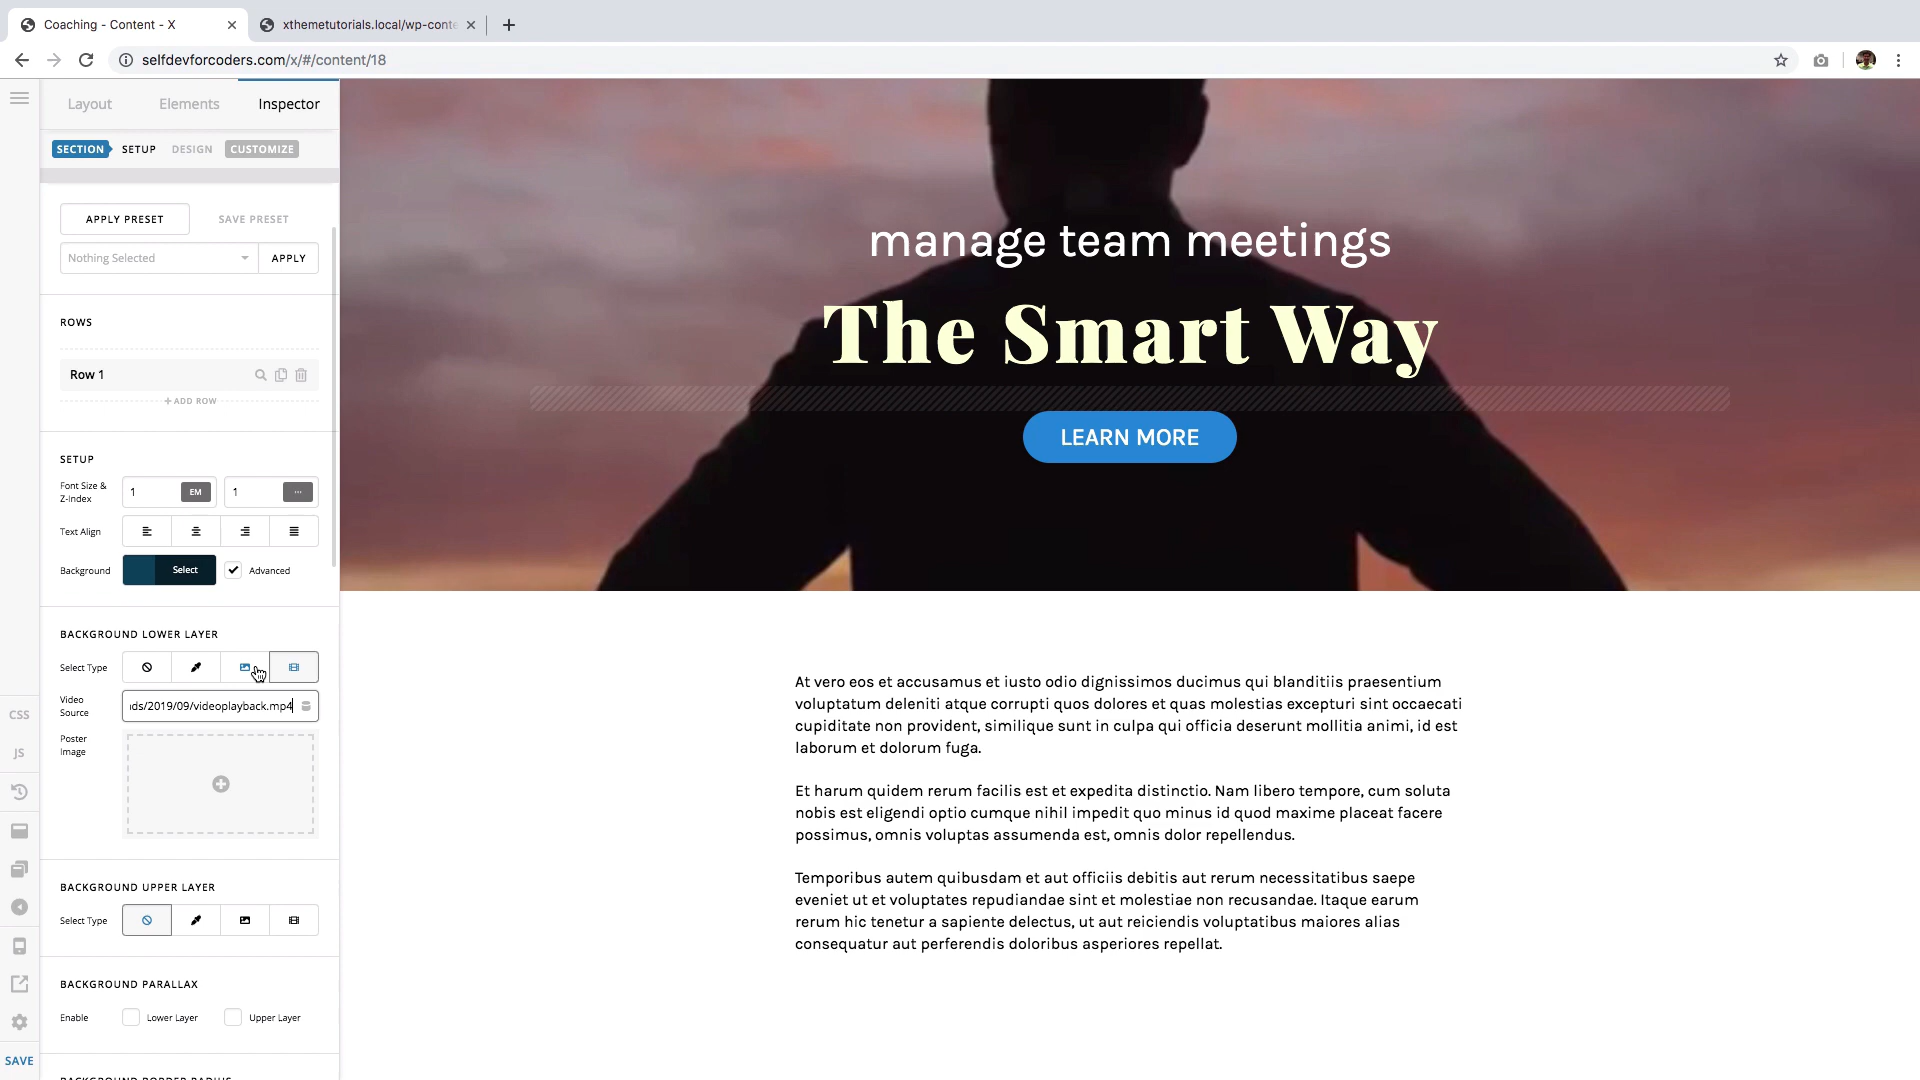 Coaching - Content - X
xthemetutorials.local/wp-conte
selfdevforcoders.com/x/#/content/18
Layout
Elements
Inspector
SECTION
SETUP
DESIGN
CUSTOMIZE
APPLY PRESET
SAVE PRESET
Nothing Selected
APPLY
ROWS
Row 1
+ ADD ROW
SETUP
Font Size &
Z-Index
1
EM
1
...
Text Align
Background
Select
Advanced
BACKGROUND LOWER LAYER
Select Type
Video
Source
ds/2019/09/videoplayback.mp4
Poster
Image
BACKGROUND UPPER LAYER
Select Type
BACKGROUND PARALLAX
Enable
Lower Layer
Upper Layer
BACKGROUND BORDER RADIUS
CSS
JS
SAVE
manage team meetings
The Smart Way
LEARN MORE
At vero eos et accusamus et iusto odio dignissimos ducimus qui blanditiis praesentium
voluptatum deleniti atque corrupti quos dolores et quas molestias excepturi sint occaecati
cupiditate non provident, similique sunt in culpa qui officia deserunt mollitia animi, id est
laborum et dolorum fuga.
Et harum quidem rerum facilis est et expedita distinctio. Nam libero tempore, cum soluta
nobis est eligendi optio cumque nihil impedit quo minus id quod maxime placeat facere
possimus, omnis voluptas assumenda est, omnis dolor repellendus.
Temporibus autem quibusdam et aut officiis debitis aut rerum necessitatibus saepe
eveniet ut et voluptates repudiandae sint et molestiae non recusandae. Itaque earum
rerum hic tenetur a sapiente delectus, ut aut reiciendis voluptatibus maiores alias
consequatur aut perferendis doloribus asperiores repellat.